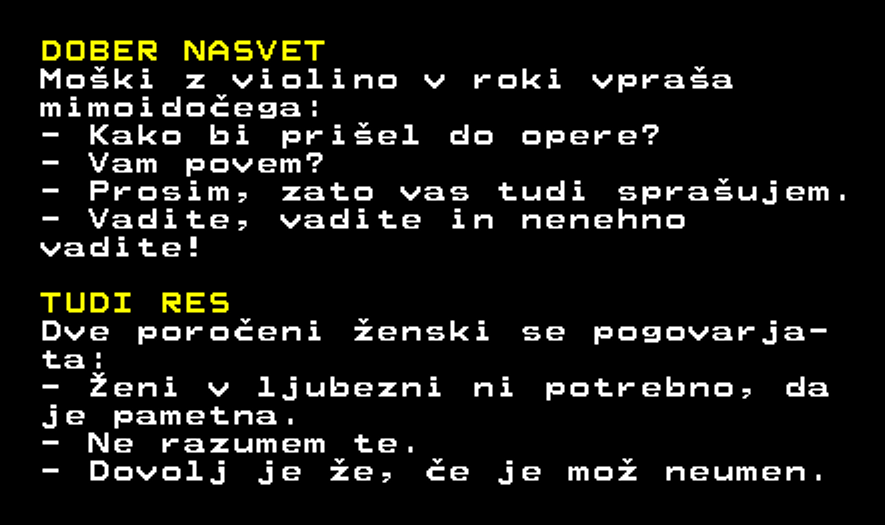 DOBER NASVET
Moški z violino v roki vpraša
mimoidočega:
- Kako bi prišel do opere?
- Vam povem?
- Prosim, zato vas tudi sprašujem.
- Vadite, vadite in nenehno
vadite!
TUDI RES
Dve poročeni ženski se pogovarja-
ta:
- Ženi v ljubezni ni potrebno, da
je pametna.
- Ne razumem te.
- Dovolj je že, če je mož neumen.